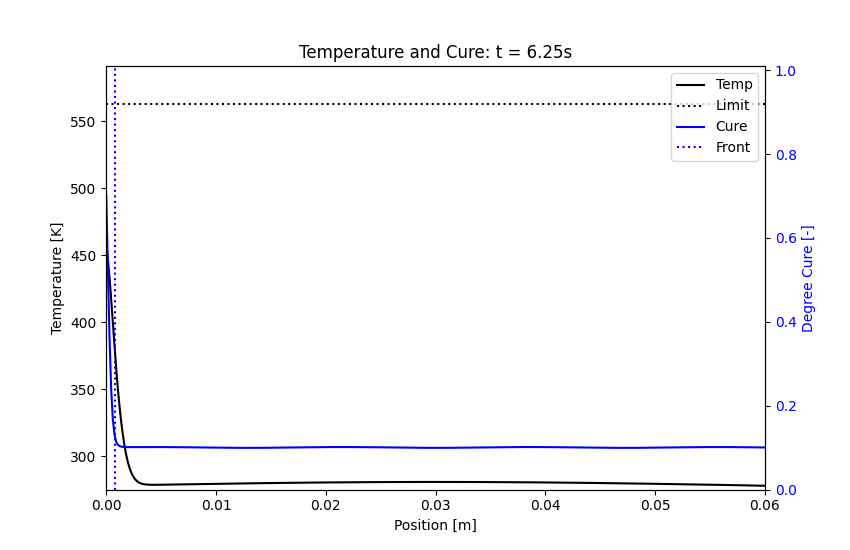 Temperature and Cure: t = 6.25s
Temp
Limit
Cure
Front
Temperature [K]
550
500
450
400
350
300
Degree Cure [-]
1.0
0.8
0.6
0.4
0.2
0.0
0.00 0.01 0.02 0.03 0.04 0.05 0.06
Position [m]